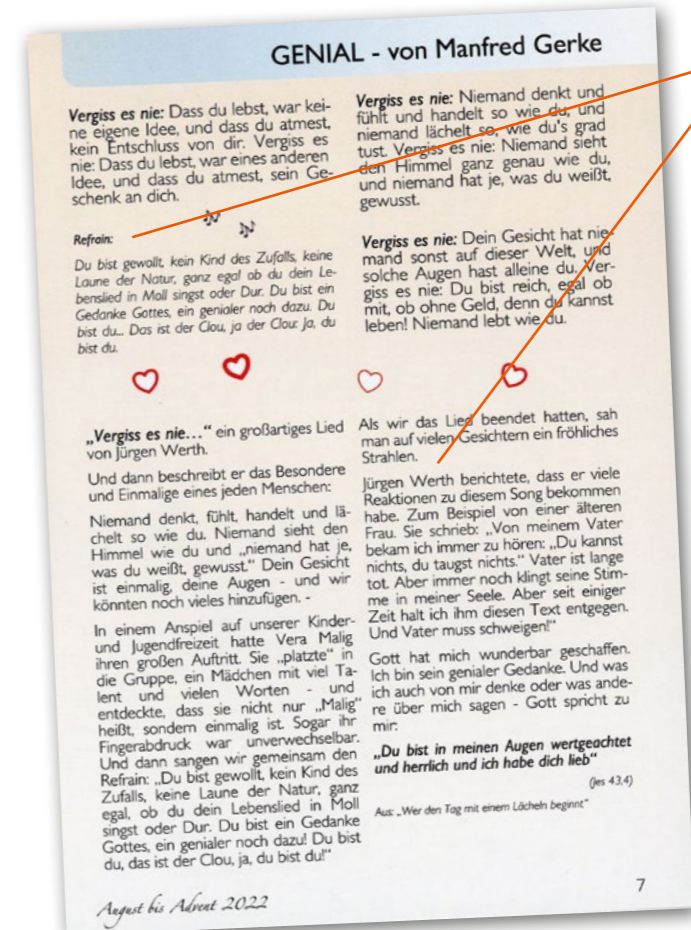 GENIAL - von Manfred Gerke
Vergiss es nie: Dass du lebst, war kei-
ne eigene Idee, und dass du atmest,
kein Entschluss von dir. Vergiss es
nie: Dass du lebst, war eines anderen
Idee, und dass du atmest, sein Ge-
schenk an dich.
Refrain:
Du bist gewollt, kein Kind des Zufalls, keine
Laune der Natur, ganz egal ob du dein Le-
benslied in Moll singst oder Dur. Du bist ein
Gedanke Gottes, ein genialer noch dazu. Du
bist du... Das ist der Clou, ja der Clou: Ja, du
bist du.
Vergiss es nie: Niemand denkt und
fühlt und handelt so wie du, und
niemand lächelt so, wie du's grad
tust. Vergiss es nie: Niemand sieht
den Himmel ganz genau wie du,
und niemand hat je, was du weißt,
gewusst.
Vergiss es nie: Dein Gesicht hat nie-
mand sonst auf dieser Welt, und
solche Augen hast alleine du. Ver-
giss es nie: Du bist reich, egal ob
mit, ob ohne Geld, denn du kannst
leben! Niemand lebt wie du.
„Vergiss es nie...“ ein großartiges Lied
von Jürgen Werth.
Und dann beschreibt er das Besondere
und Einmalige eines jeden Menschen:
Niemand denkt, fühlt, handelt und lä-
chelt so wie du. Niemand sieht den
Himmel wie du und „niemand hat je,
was du weißt, gewusst.“ Dein Gesicht
ist einmalig, deine Augen - und wir
könnten noch vieles hinzufügen. -
In einem Anspiel auf unserer Kinder-
und Jugendfreizeit hatte Vera Malig
ihren großen Auftritt. Sie „platzte“ in
die Gruppe, ein Mädchen mit viel Ta-
lent und vielen Worten - und
entdeckte, dass sie nicht nur „Malig“
heißt, sondern einmalig ist. Sogar ihr
Fingerabdruck war unverwechselbar.
Und dann sangen wir gemeinsam den
Refrain: „Du bist gewollt, kein Kind des
Zufalls, keine Laune der Natur, ganz
egal, ob du dein Lebenslied in Moll
singst oder Dur. Du bist ein Gedanke
Gottes, ein genialer noch dazu! Du bist
du, das ist der Clou, ja, du bist du!“
Als wir das Lied beendet hatten, sah
man auf vielen Gesichtern ein fröhliches
Strahlen.
Jürgen Werth berichtete, dass er viele
Reaktionen zu diesem Song bekommen
habe. Zum Beispiel von einer älteren
Frau. Sie schrieb: „Von meinem Vater
bekam ich immer zu hören: „Du kannst
nichts, du taugst nichts.“ Vater ist lange
tot. Aber immer noch klingt seine Stim-
me in meiner Seele. Aber seit einiger
Zeit halt ich ihm diesen Text entgegen.
Und Vater muss schweigen!“
Gott hat mich wunderbar geschaffen.
Ich bin sein genialer Gedanke. Und was
ich auch von mir denke oder was ande-
re über mich sagen - Gott spricht zu
mir:
„Du bist in meinen Augen wertgeachtet
und herrlich und ich habe dich lieb“
(Jes 43,4)
Aus: „Wer den Tag mit einem Lächeln beginnt“
August bis Advent 2022
7